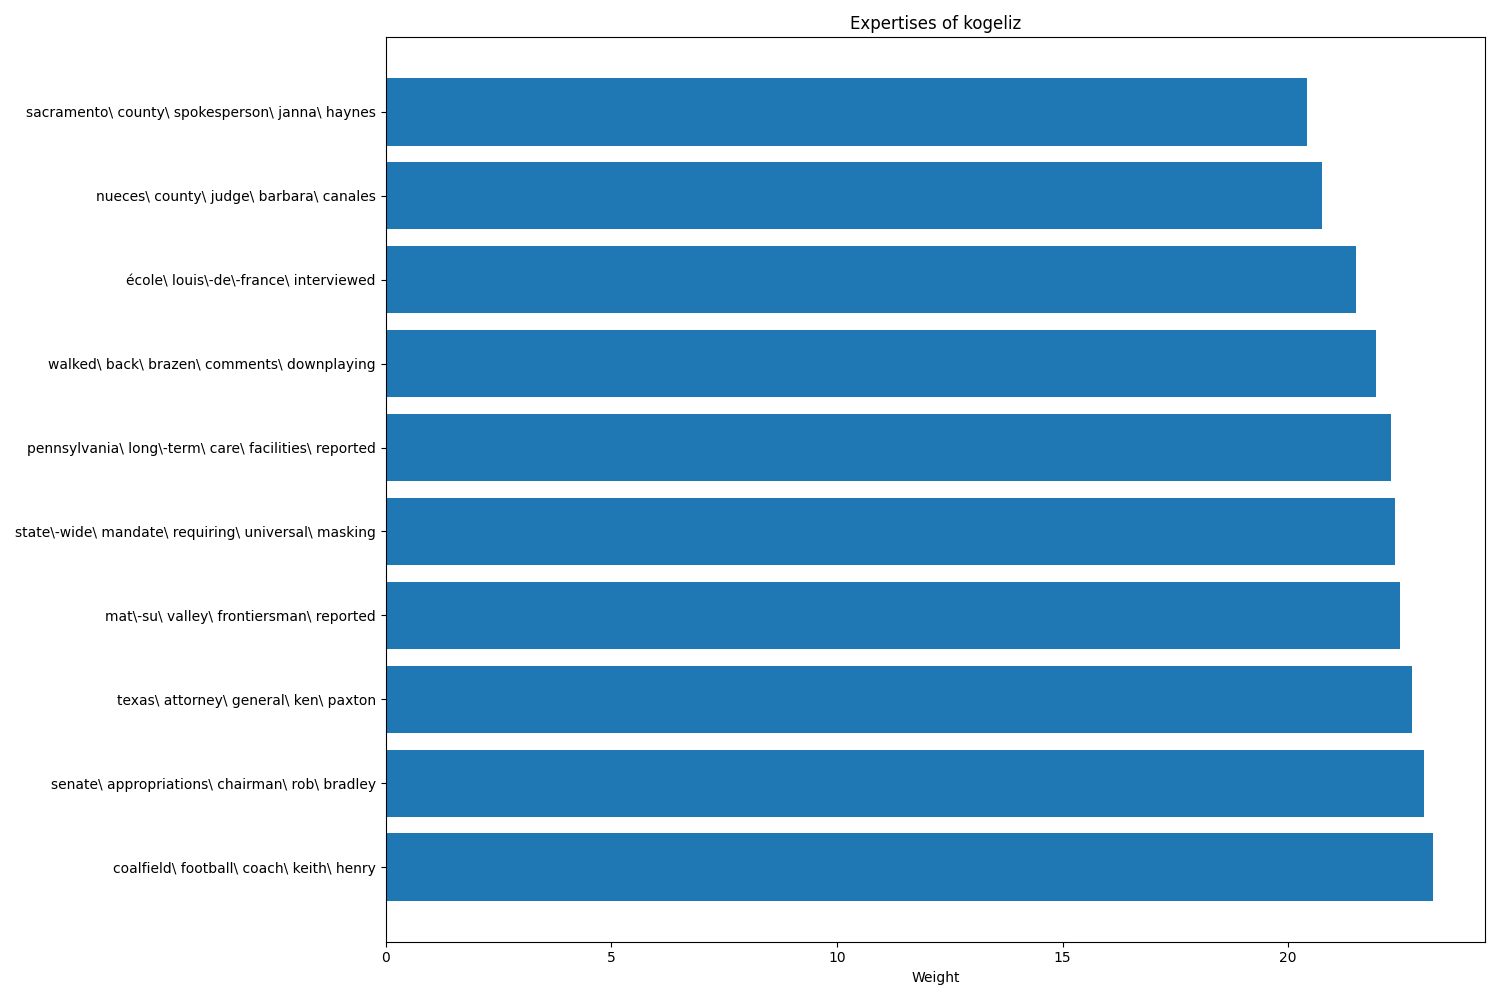 Expertises of kogeliz
sacramento\ county\ spokesperson\ janna\ haynes
nueces\ county\ judge\ barbara\ canales
école\ louis\-de\-france\ interviewed
walked\ back\ brazen\ comments\ downplaying
pennsylvania\ long\-term\ care\ facilities\ reported
state\-wide\ mandate\ requiring\ universal\ masking
mat\-su\ valley\ frontiersman\ reported
texas\ attorney\ general\ ken\ paxton
senate\ appropriations\ chairman\ rob\ bradley
coalfield\ football\ coach\ keith\ henry
0 5 10 15 20
Weight